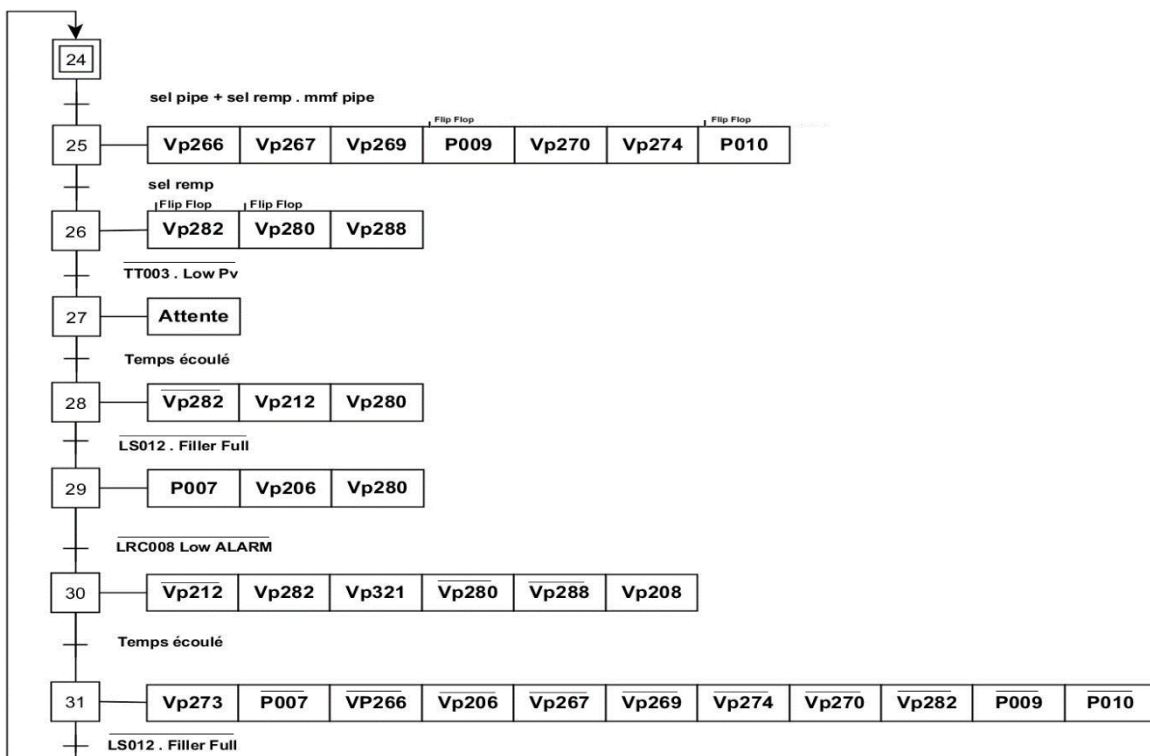 24
sel pipe + sel remp . mmf pipe
Flip Flop Flip Flop
25 Vp266 Vp267 Vp269 P009 Vp270 Vp274 P010
sel remp
Flip Flop Flip Flop
26 Vp282 Vp280 Vp288
TT003 . Low Pv
27 Attente
Temps écoulé
28 Vp282 Vp212 Vp280
LS012 . Filler Full
29 P007 Vp206 Vp280
LRC008 Low ALARM
30 Vp212 Vp282 Vp321 Vp280 Vp288 Vp208
Temps écoulé
31 Vp273 P007 VP266 Vp206 Vp267 Vp269 Vp274 Vp270 Vp282 P009 P010
LS012 . Filler Full